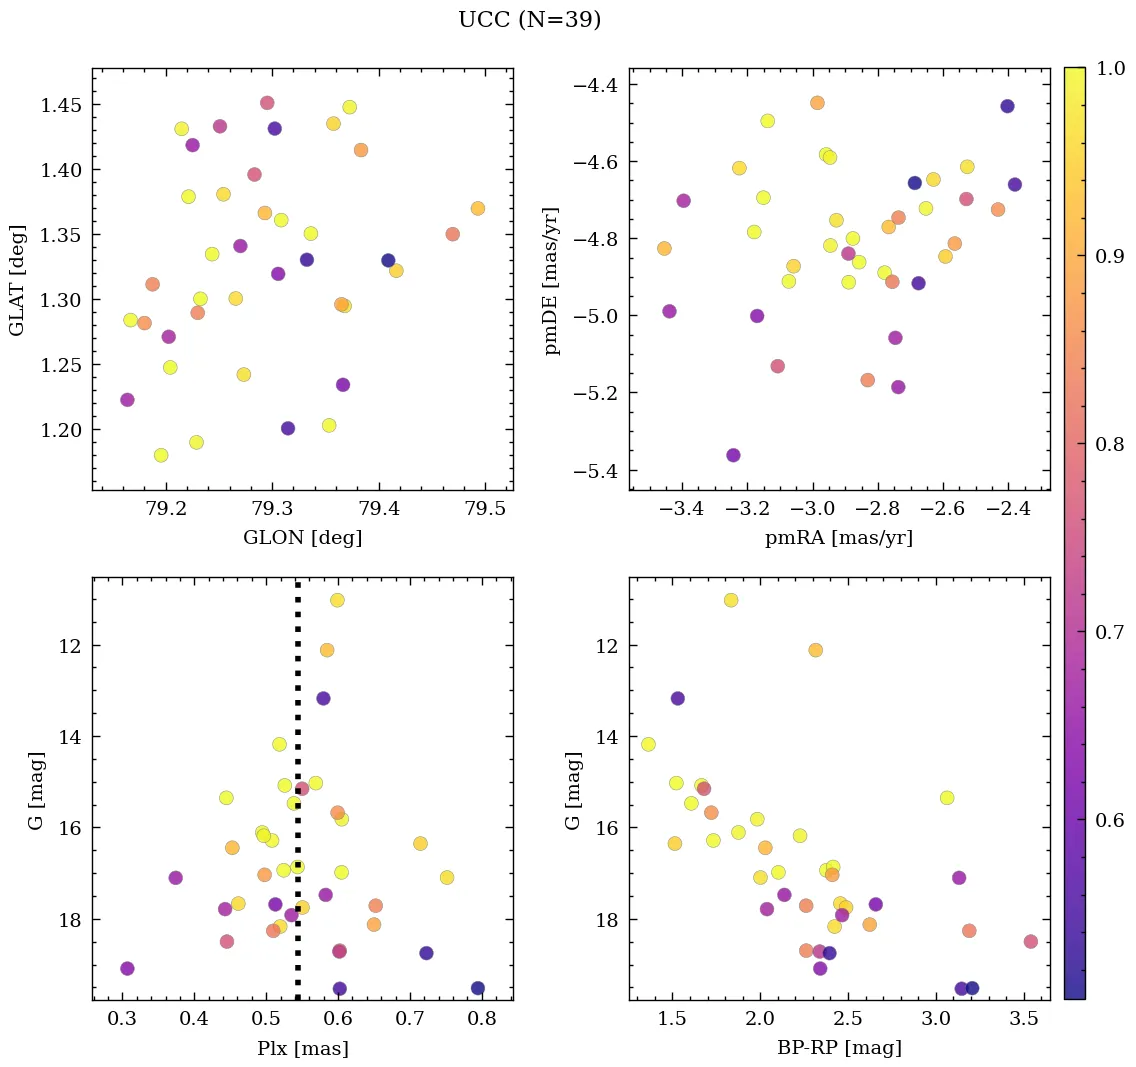 UCC (N=39)
1.45
1.40
1.35
1.30
1.25
1.20
GLAT [deg]
79.2 79.3 79.4 79.5
GLON [deg]
−4.4
−4.6
−4.8
−5.0
−5.2
−5.4
pmDE [mas/yr]
−3.4 −3.2 −3.0 −2.8 −2.6 −2.4
pmRA [mas/yr]
12
14
16
18
G [mag]
0.3 0.4 0.5 0.6 0.7 0.8
Plx [mas]
12
14
16
18
G [mag]
1.5 2.0 2.5 3.0 3.5
BP-RP [mag]
1.0
0.9
0.8
0.7
0.6